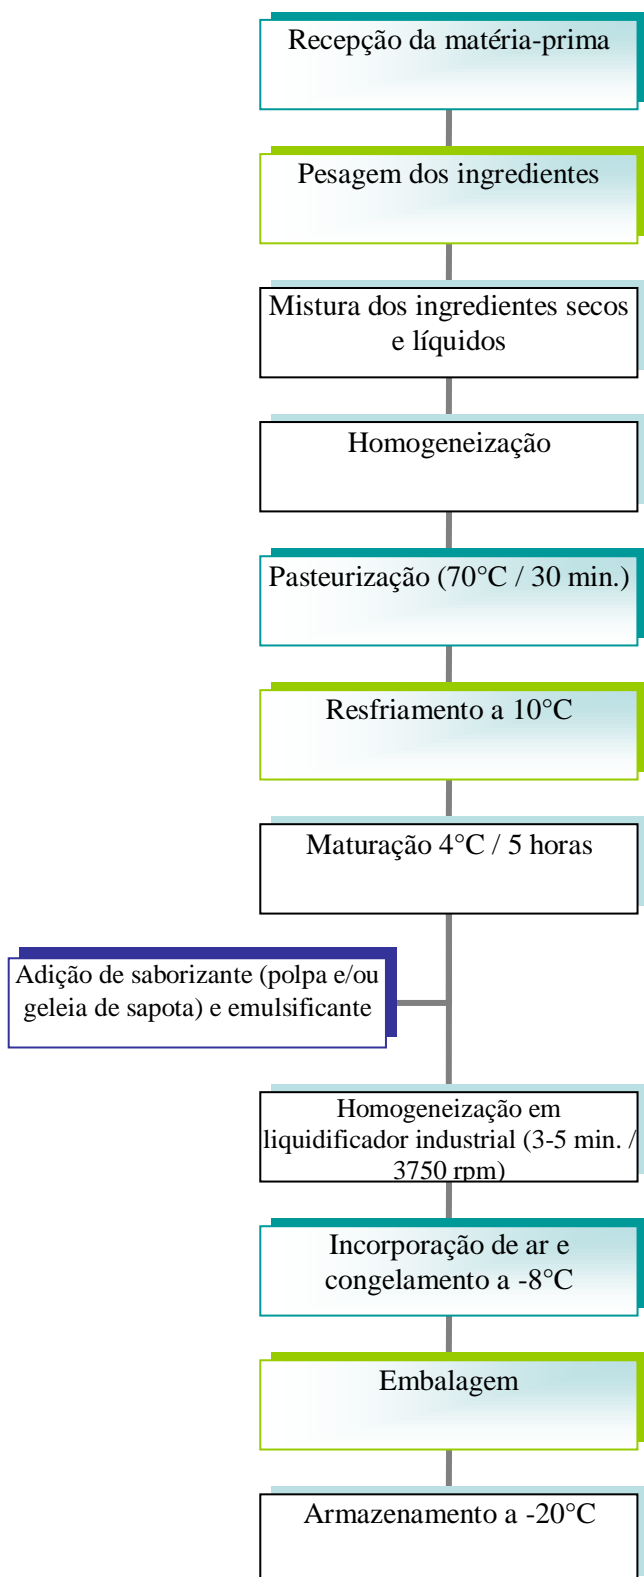 Recepção da matéria-prima
Pesagem dos ingredientes
Mistura dos ingredientes secos
e líquidos
Homogeneização
Pasteurização (70°C / 30 min.)
Resfriamento a 10°C
Maturação 4°C / 5 horas
Adição de saborizante (polpa e/ou
geleia de sapota) e emulsificante
Homogeneização em
liquidificador industrial (3-5 min. /
3750 rpm)
Incorporação de ar e
congelamento a -8°C
Embalagem
Armazenamento a -20°C